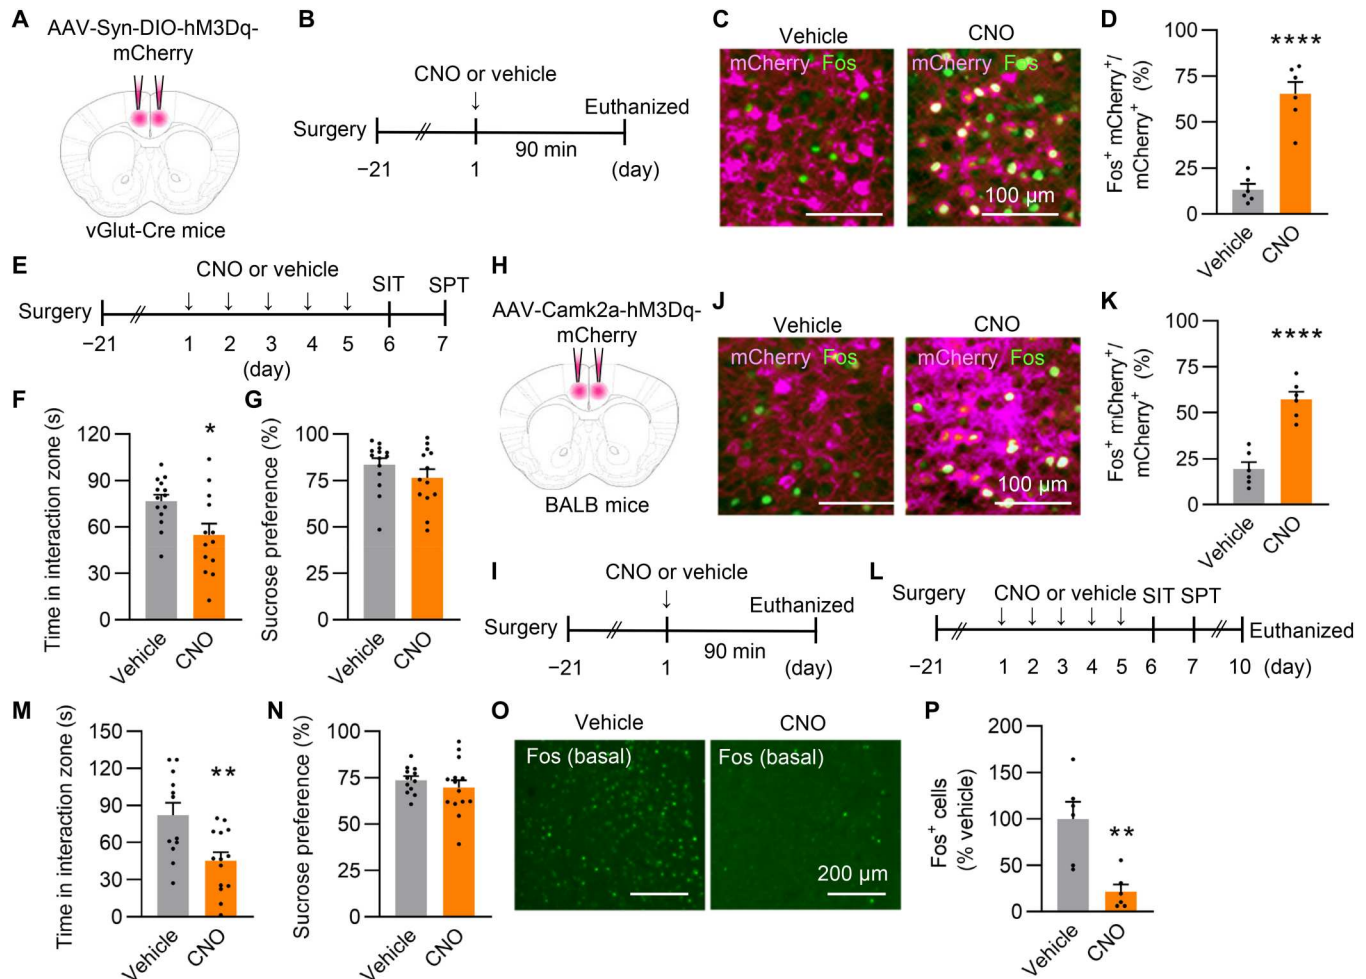 A
AAV-Syn-DIO-hM3Dq-
mCherry
vGlut-Cre mice
B
CNO or vehicle
Euthanized
Surgery
90 min
−21
1
(day)
C
Vehicle
CNO
mCherry Fos
mCherry Fos
100 µm
D
Fos+ mCherry+/
mCherry+ (%)
100
75
50
25
0
****
Vehicle
CNO
E
CNO or vehicle
SIT
SPT
Surgery
−21
1
2
3
4
5
6
7
(day)
F
Time in interaction zone (s)
120
90
60
30
0
*
Vehicle
CNO
G
Sucrose preference (%)
100
75
50
25
0
Vehicle
CNO
H
AAV-Camk2a-hM3Dq-
mCherry
BALB mice
I
CNO or vehicle
Euthanized
Surgery
90 min
−21
1
(day)
J
Vehicle
CNO
mCherry Fos
mCherry Fos
100 µm
K
Fos+ mCherry+/
mCherry+ (%)
100
75
50
25
0
****
Vehicle
CNO
L
Surgery
CNO or vehicle
SIT SPT
Euthanized
−21
1
2
3
4
5
6
7
10
(day)
M
Time in interaction zone (s)
150
120
90
60
30
0
**
Vehicle
CNO
N
Sucrose preference (%)
100
75
50
25
0
Vehicle
CNO
O
Vehicle
CNO
Fos (basal)
Fos (basal)
200 µm
P
Fos+ cells
(% vehicle)
200
150
100
50
0
**
Vehicle
CNO